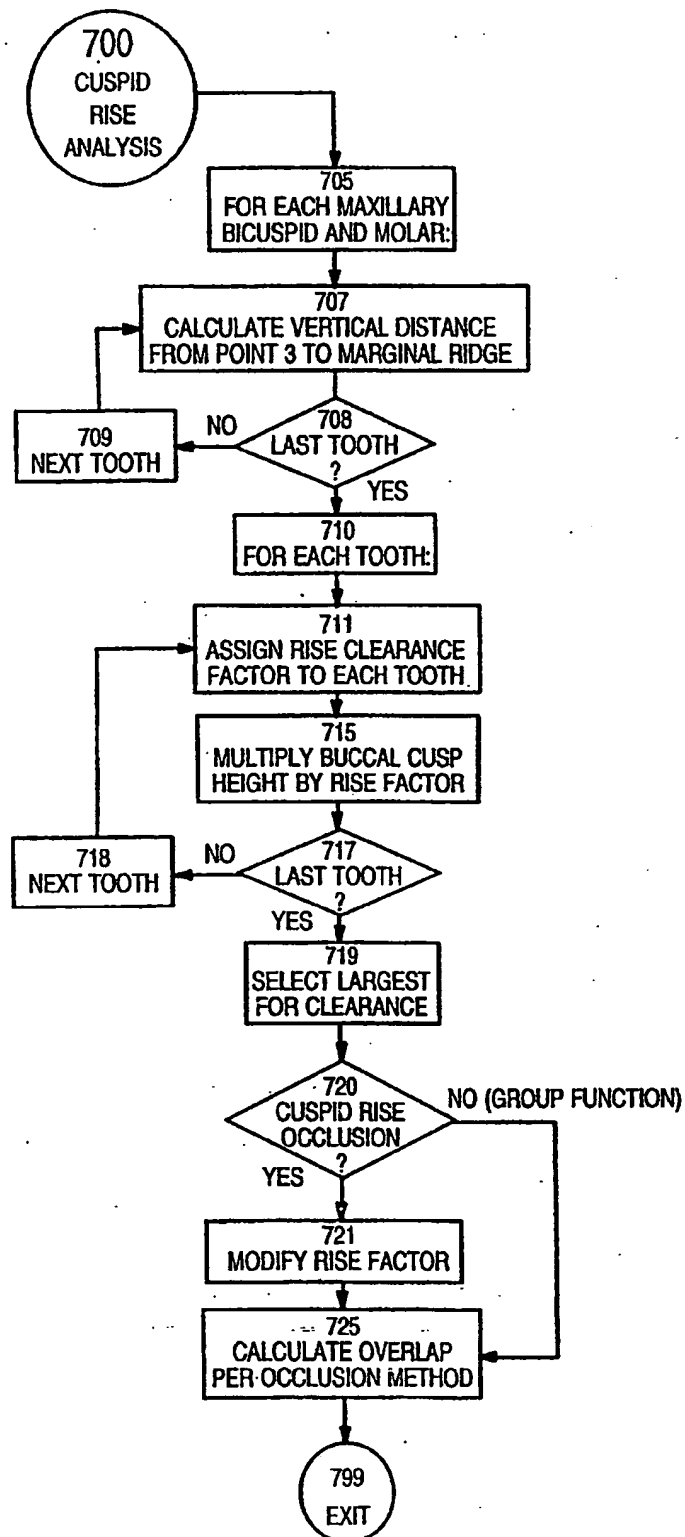 700
CUSPID
RISE
ANALYSIS
705
FOR EACH MAXILLARY
BICUSPID AND MOLAR:
707
CALCULATE VERTICAL DISTANCE
FROM POINT 3 TO MARGINAL RIDGE
708
LAST TOOTH
?
NO
709
NEXT TOOTH
YES
710
FOR EACH TOOTH:
711
ASSIGN RISE CLEARANCE
FACTOR TO EACH TOOTH
715
MULTIPLY BUCCAL CUSP
HEIGHT BY RISE FACTOR
717
LAST TOOTH
?
NO
718
NEXT TOOTH
YES
719
SELECT LARGEST
FOR CLEARANCE
720
CUSPID RISE
OCCLUSION
?
NO (GROUP FUNCTION)
YES
721
MODIFY RISE FACTOR
725
CALCULATE OVERLAP
PER OCCLUSION METHOD
799
EXIT